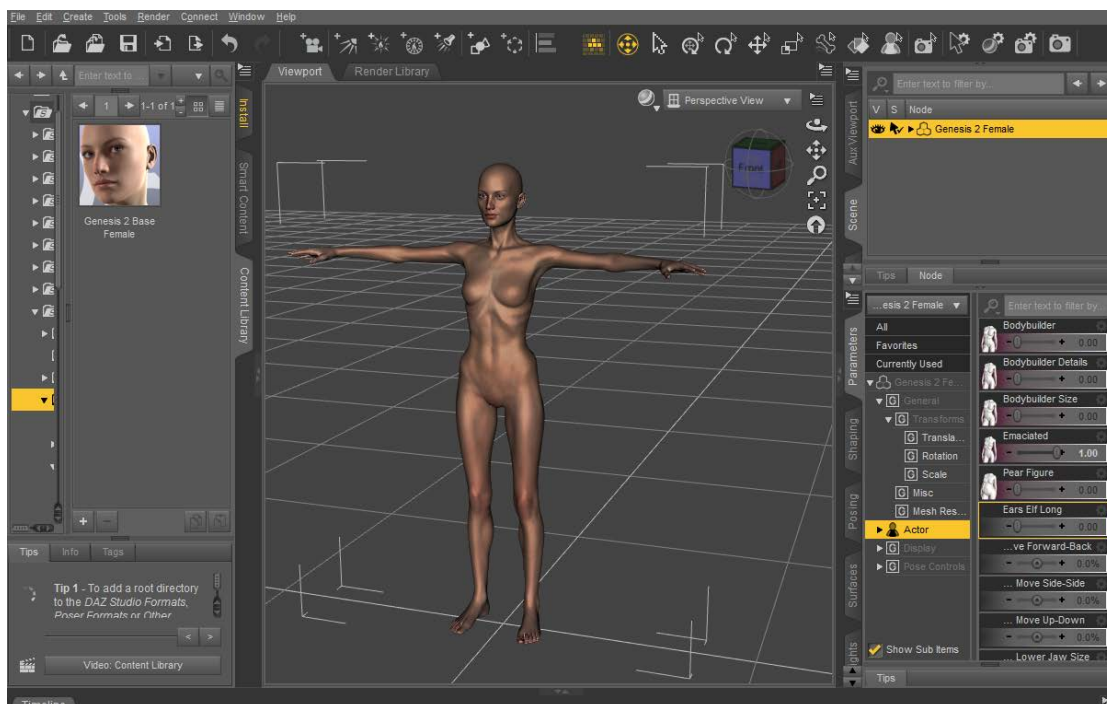 File Edit Create Tools Render Connect Window Help
Enter text to ...
Viewport Render Library
1 1-1 of 1
Install
Smart Content
Content Library
Genesis 2 Base
Female
Perspective View
Front
Aux Viewport
Scene
Enter text to filter by...
V S Node
Genesis 2 Female
Tips Node
...esis 2 Female
Enter text to filter by...
Parameters
Shaping
Posing
Surfaces
ghts
All
Favorites
Currently Used
Genesis 2 Fe...
G General
G Transforms
G Transla...
G Rotation
G Scale
G Misc
G Mesh Res...
Actor
G Display
G Pose Controls
Show Sub Items
Bodybuilder
0.00
Bodybuilder Details
0.00
Bodybuilder Size
0.00
Emaciated
1.00
Pear Figure
0.00
Ears Elf Long
0.00
...ve Forward-Back
0.0%
... Move Side-Side
0.0%
... Move Up-Down
0.0%
... Lower Jaw Size
Tips
Tips Info Tags
Tip 1 - To add a root directory
to the DAZ Studio Formats,
Poser Formats or Other
< >
Video: Content Library
Timeline